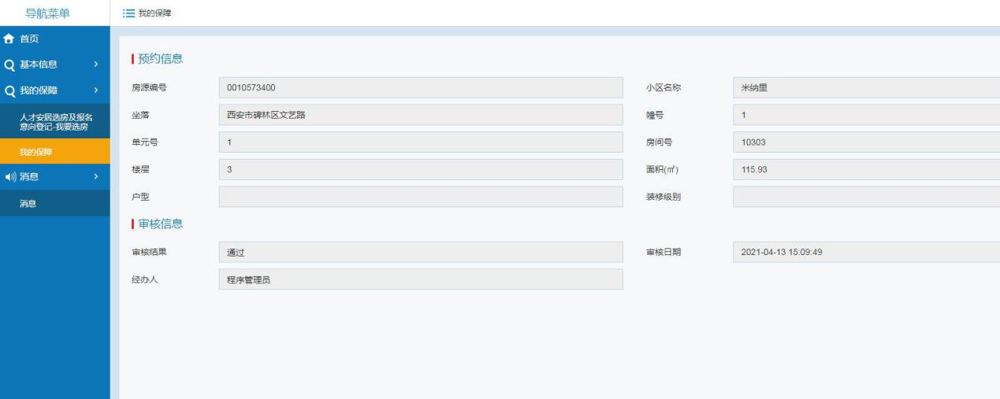 导航菜单
我的保障
首页
基本信息
我的保障
人才安居选房及报名
意向登记-我要选房
我的保障
消息
消息
预约信息
房源编号 0010573400 小区名称 米纳里
坐落 西安市碑林区文艺路 幢号 1
单元号 1 房间号 10303
楼层 3 面积(㎡) 115.93
户型 装修级别
审核信息
审核结果 通过 审核日期 2021-04-13 15:09:49
经办人 程序管理员